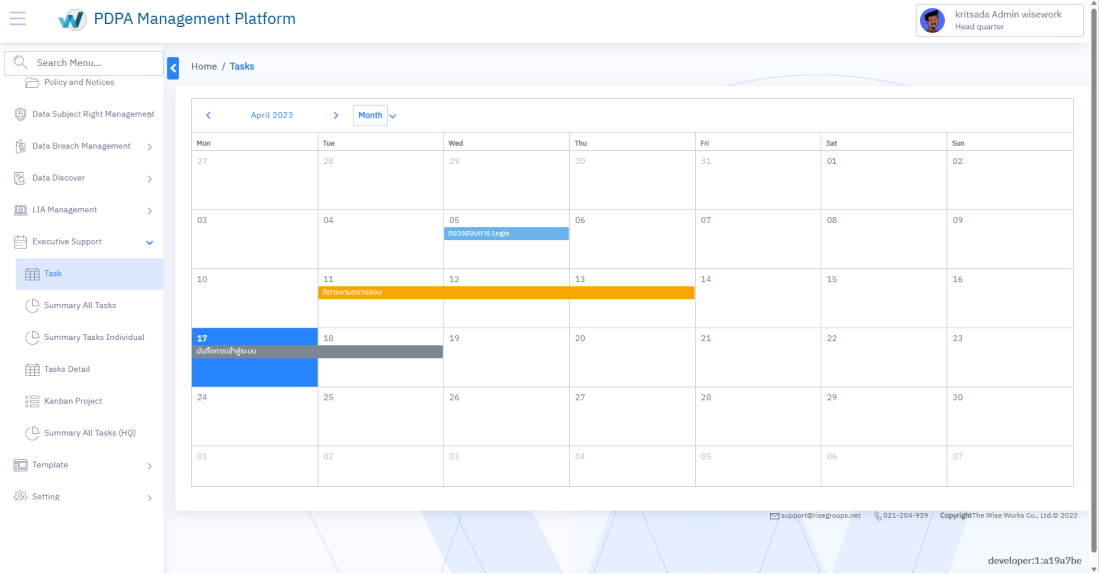 PDPA Management Platform
kritsada Admin wisework
Head quarter
Search Menu...
Policy and Notices
Data Subject Right Management
Data Breach Management
Data Discover
LIA Management
Executive Support
Task
Summary All Tasks
Summary Tasks Individual
Tasks Detail
Kanban Project
Summary All Tasks (HQ)
Template
Setting
Home / Tasks
April 2023 Month
Mon Tue Wed Thu Fri Sat Sun
27 28 29 30 31 01 02
03 04 05 06 07 08 09
ตรวจสอบการ Login
10 11 12 13 14 15 16
ติตามงานตรวจสอบ
17 18 19 20 21 22 23
บันทึกการเข้าสู่ระบบ
24 25 26 27 28 29 30
01 02 03 04 05 06 07
support@risegroups.net 021-204-939 CopyrightThe Wise Works Co., Ltd.© 2023
developer:1:a19a7be